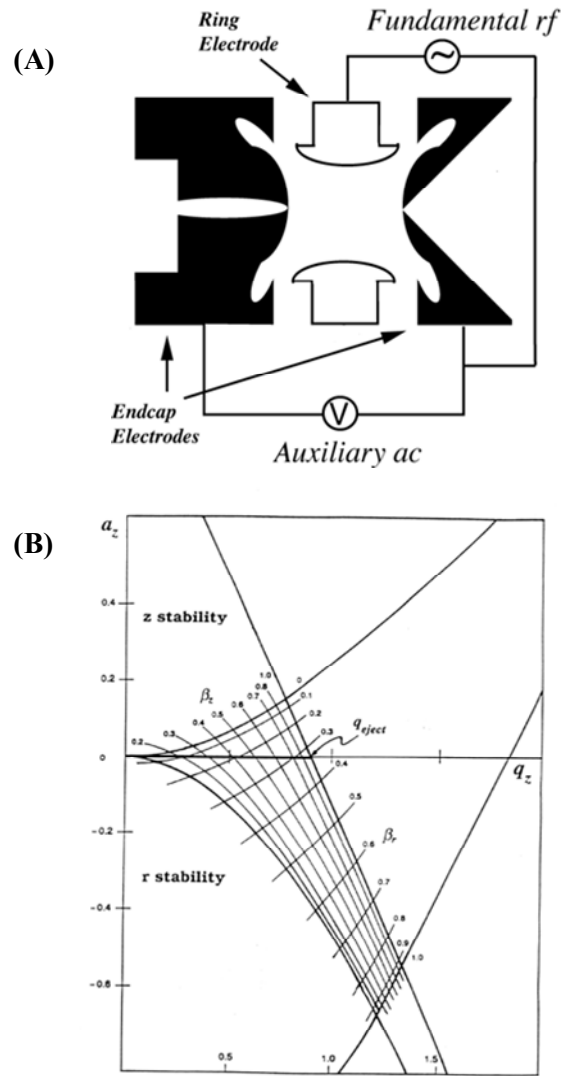 (A)
Ring
Electrode
Fundamental rf
~
Endcap
Electrodes
V
Auxiliary ac
(B)
a_z
0.4
z stability
0.2
1.0
0.8
0.7
0.6
0.5
0.4
0.3
0.2
β_z
0
0.1
0.2
0.3
q_eject
0
q_z
0.4
-0.2
0.5
r stability
β_r
0.6
-0.4
0.7
0.8
0.9
1.0
-0.6
0.5
1.0
1.5